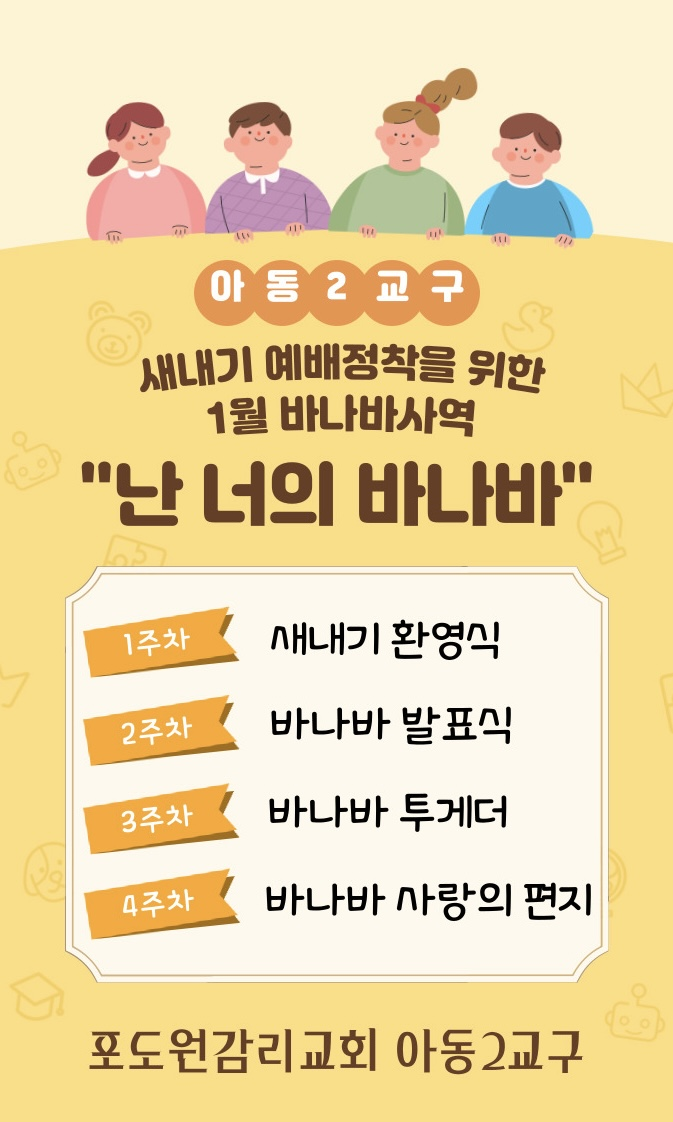 아동2교구
새내기 예배정착을 위한
1월 바나바사역
"난 너의 바나바"
1주차 새내기 환영식
2주차 바나바 발표식
3주차 바나바 투게더
4주차 바나바 사랑의 편지
포도원감리교회 아동2교구